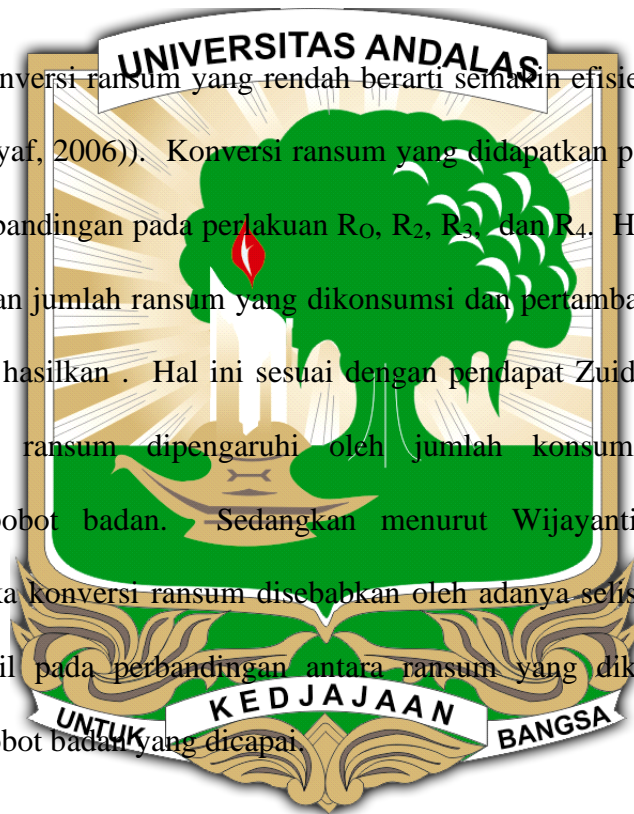 UNIVERSITAS ANDALAS
nversi ransum yang rendah berarti semakin efisie
yaf, 2006)). Konversi ransum yang didapatkan p
bandingan pada perlakuan RO, R2, R3, dan R4. H
an jumlah ransum yang dikonsumsi dan pertamba
hasilkan . Hal ini sesuai dengan pendapat Zuid
ransum dipengaruhi oleh jumlah konsum
bobot badan. Sedangkan menurut Wijayanti
ka konversi ransum disebabkan oleh adanya selis
il pada perbandingan antara ransum yang dik
obot badan yang dicapai.
UNTUK KEDJAJAAN BANGSA